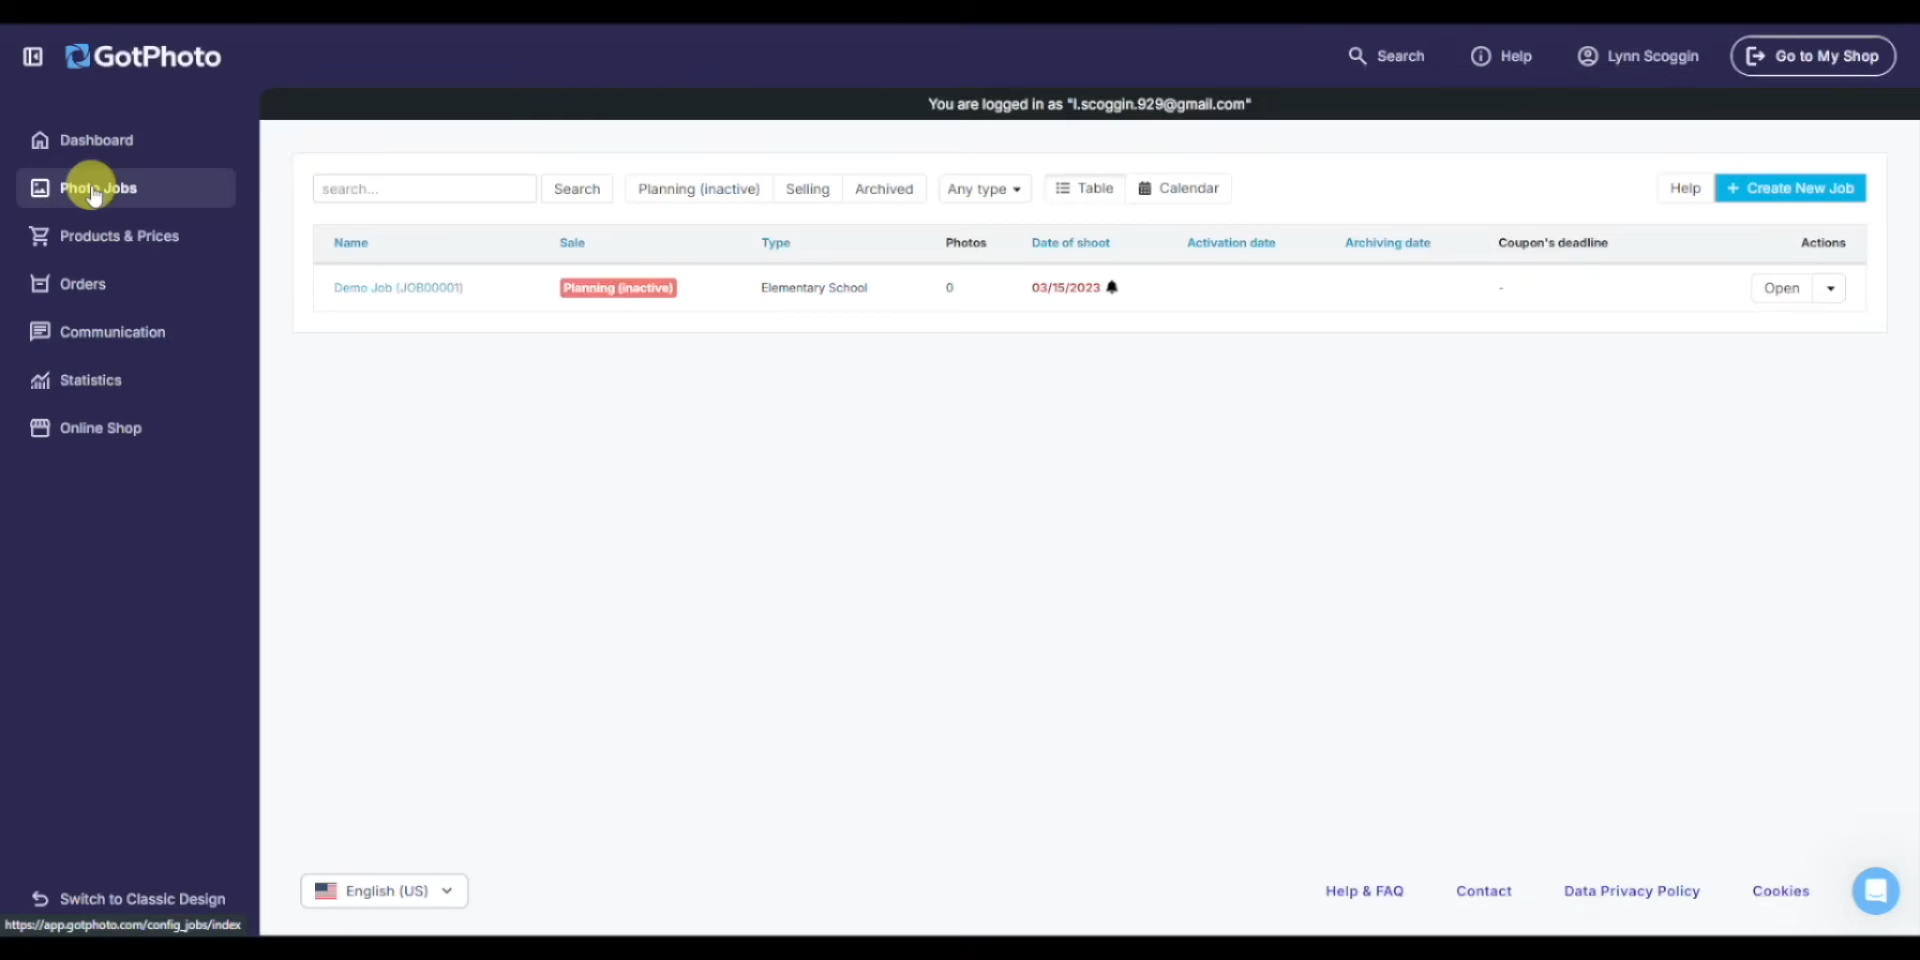 GotPhoto
Search
Help
Lynn Scoggin
Go to My Shop
You are logged in as "l.scoggin.929@gmail.com"
Dashboard
Photo Jobs
Products & Prices
Orders
Communication
Statistics
Online Shop
search...
Search
Planning (inactive)
Selling
Archived
Any type
Table
Calendar
Help
+ Create New Job
Name Sale Type Photos Date of shoot Activation date Archiving date Coupon's deadline Actions
Demo Job (JOB00001) Planning (inactive) Elementary School 0 03/15/2023 - Open
English (US)
Help & FAQ
Contact
Data Privacy Policy
Cookies
Switch to Classic Design
https://app.gotphoto.com/config_jobs/index